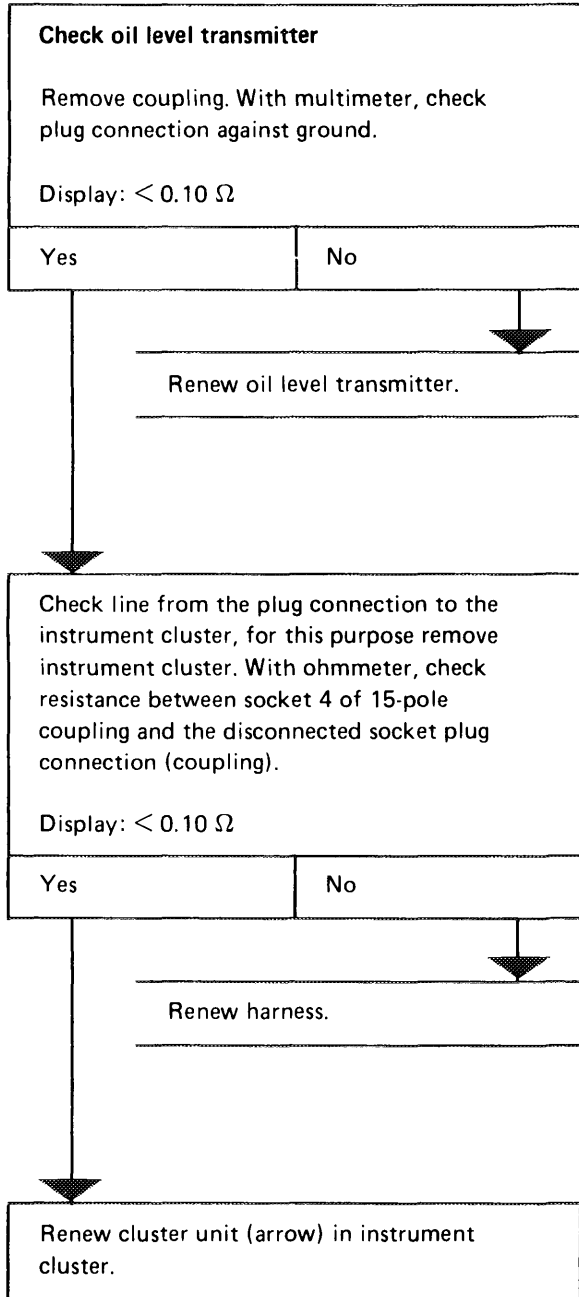 Check oil level transmitter
Remove coupling. With multimeter, check
plug connection against ground.
Display: < 0.10 Ω
Yes
No
Renew oil level transmitter.
Check line from the plug connection to the
instrument cluster, for this purpose remove
instrument cluster. With ohmmeter, check
resistance between socket 4 of 15-pole
coupling and the disconnected socket plug
connection (coupling).
Display: < 0.10 Ω
Yes
No
Renew harness.
Renew cluster unit (arrow) in instrument
cluster.